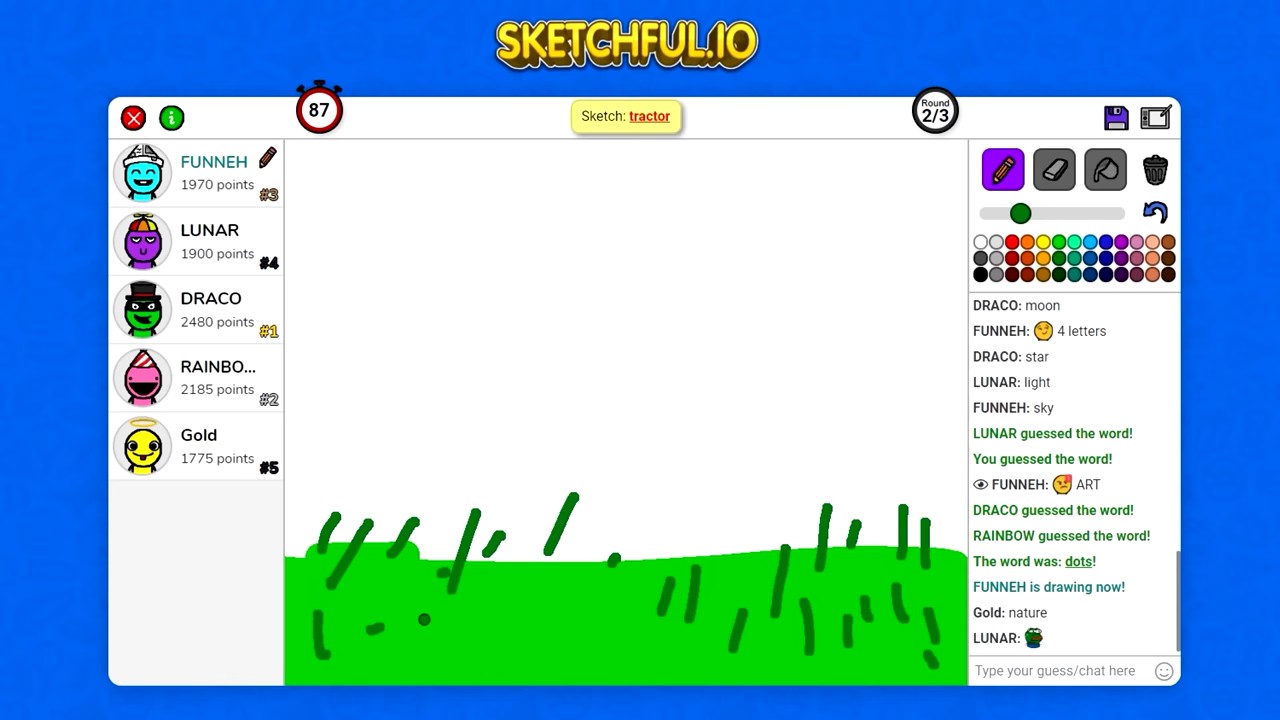 SKETCHFUL.IO
87
Sketch: tractor
Round
2/3
FUNNEH
1970 points
#3
LUNAR
1900 points
#4
DRACO
2480 points
#1
RAINBO...
2185 points
#2
Gold
1775 points
#5
DRACO: moon
FUNNEH: 4 letters
DRACO: star
LUNAR: light
FUNNEH: sky
LUNAR guessed the word!
You guessed the word!
FUNNEH: ART
DRACO guessed the word!
RAINBOW guessed the word!
The word was: dots!
FUNNEH is drawing now!
Gold: nature
LUNAR:
Type your guess/chat here